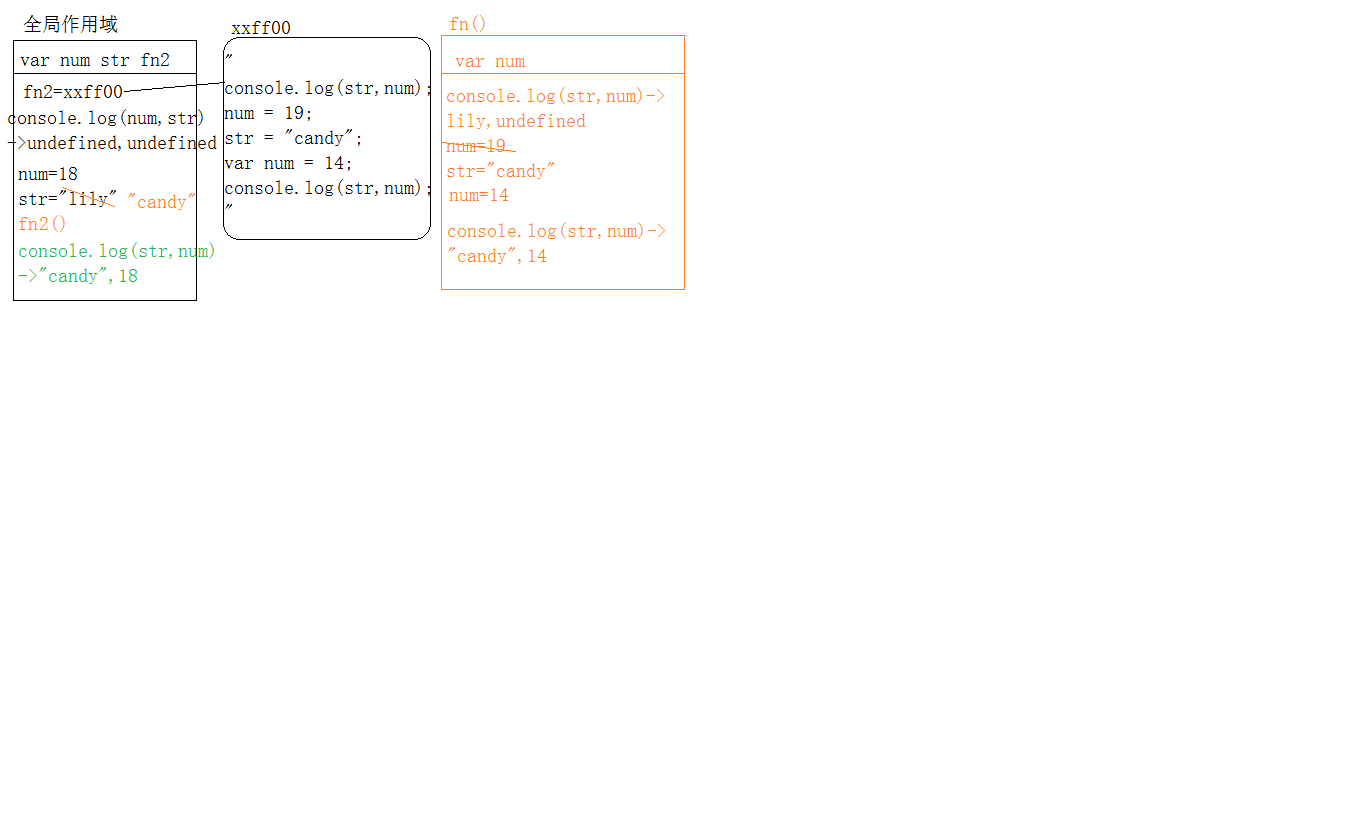 全局作用域
var num str fn2
fn2=xxff00
console.log(num,str)
->undefined,undefined
num=18
str="lily" "candy"
fn2()
console.log(str,num)
->"candy",18
xxff00
"
console.log(str,num);
num = 19;
str = "candy";
var num = 14;
console.log(str,num);
"
fn()
var num
console.log(str,num)->
lily,undefined
num=19
str="candy"
num=14
console.log(str,num)->
"candy",14